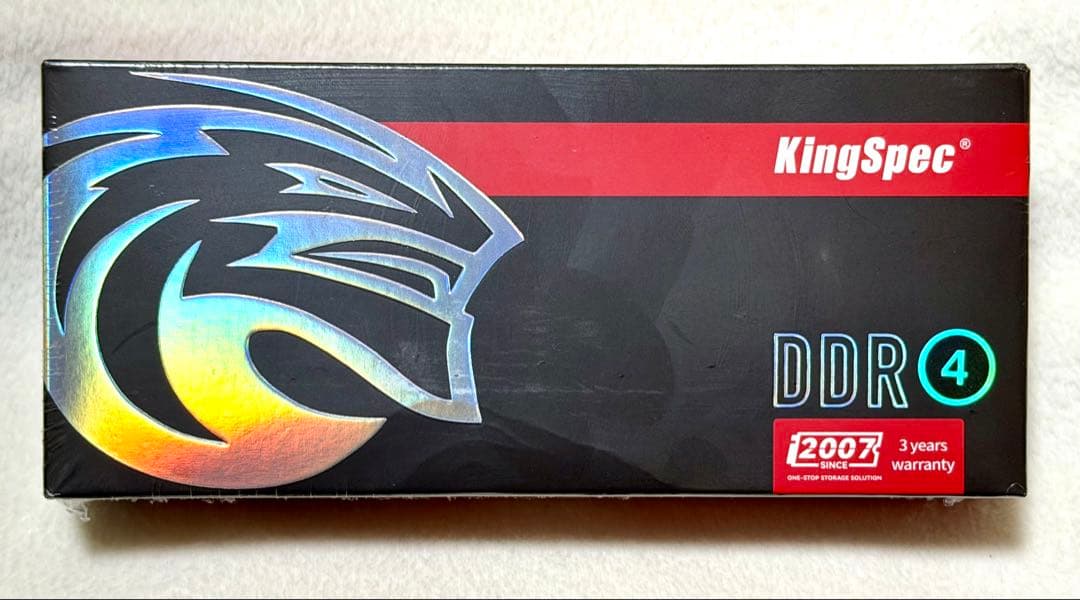 KingSpec®
DDR4
2007
SINCE
ONE-STOP STORAGE SOLUTION
3 years
warranty